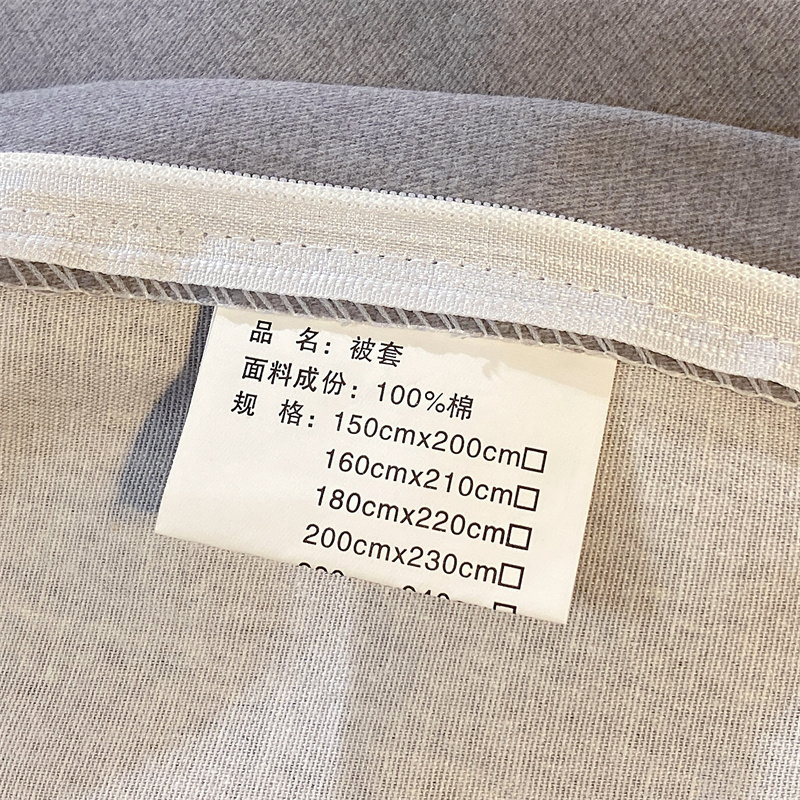 品 名：被套
面料成份：100%棉
规 格：150cmx200cm□
160cmx210cm□
180cmx220cm□
200cmx230cm□